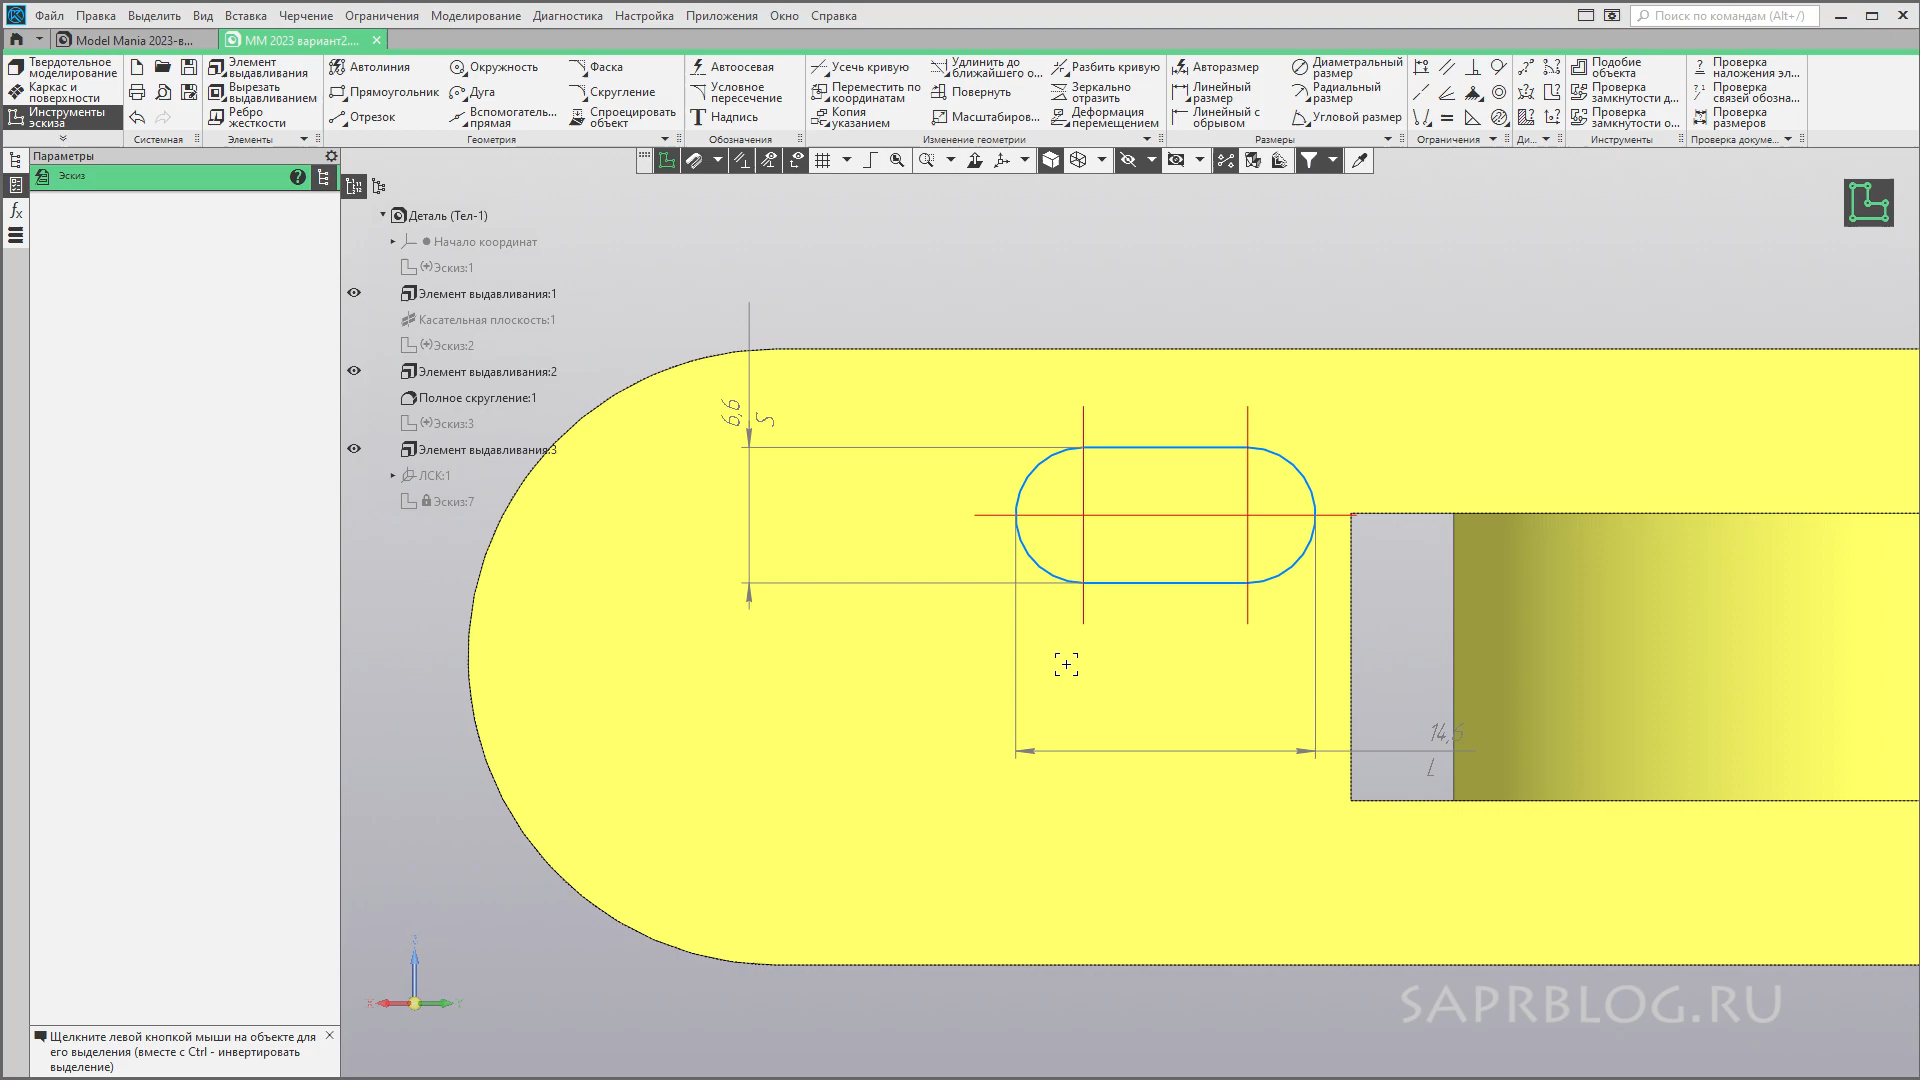 Файл Правка Выделить Вид Вставка Черчение Ограничения Моделирование Диагностика Настройка Приложения Окно Справка
Поиск по командам (Alt+/)
Model Mania 2023-в...
ММ 2023 вариант2....
Твердотельное моделирование
Каркас и поверхности
Инструменты эскиза
Системная
Элемент выдавливания
Вырезать выдавливанием
Ребро жесткости
Элементы
Автолиния
Прямоугольник
Отрезок
Окружность
Дуга
Вспомогатель... прямая
Фаска
Скругление
Спроецировать объект
Геометрия
Автоосевая
Условное пересечение
Надпись
Обозначения
Усечь кривую
Переместить по координатам
Копия указанием
Удлинить до ближайшего о...
Повернуть
Масштабиров...
Разбить кривую
Зеркально отразить
Деформация перемещением
Изменение геометрии
Авторазмер
Линейный размер
Линейный с обрывом
Диаметральный размер
Радиальный размер
Угловой размер
Размеры
Ограничения
Ди...
Подобие объекта
Проверка замкнутости д...
Проверка замкнутости о...
Инструменты
Проверка наложения эл...
Проверка связей обозна...
Проверка размеров
Проверка докуме...
Параметры
Эскиз
Деталь (Тел-1)
Начало координат
(+)Эскиз:1
Элемент выдавливания:1
Касательная плоскость:1
(+)Эскиз:2
Элемент выдавливания:2
Полное скругление:1
(+)Эскиз:3
Элемент выдавливания:3
ЛСК:1
Эскиз:7
6,6
S
14,6
L
SAPRBLOG.RU
Щелкните левой кнопкой мыши на объекте для
его выделения (вместе с Ctrl - инвертировать
выделение)